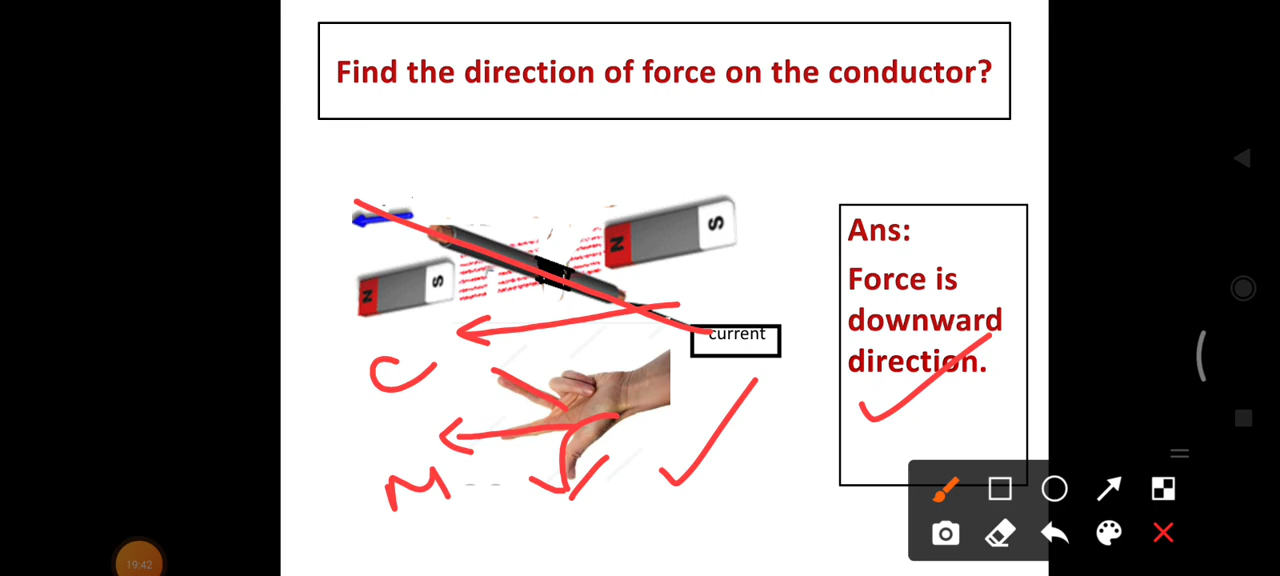 Find the direction of force on the conductor?
N
S
N
S
current
C
M
Ans:
Force is
downward
direction.
19:42